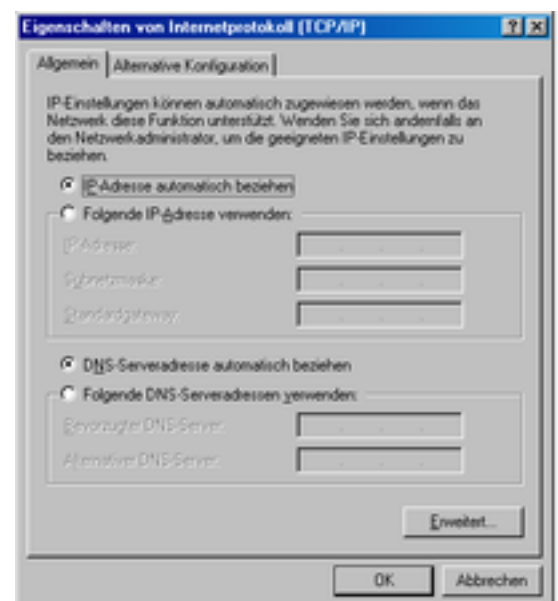 Eigenschaften von Internetprotokoll (TCP/IP)
Allgemein
Alternative Konfiguration
IP-Einstellungen können automatisch zugewiesen werden, wenn das
Netzwerk diese Funktion unterstützt. Wenden Sie sich andernfalls an
den Netzwerkadministrator, um die geeigneten IP-Einstellungen zu
beziehen.
IP-Adresse automatisch beziehen
Folgende IP-Adresse verwenden:
IP-Adresse:
Subnetzmaske:
Standardgateway:
DNS-Serveradresse automatisch beziehen
Folgende DNS-Serveradressen verwenden:
Bevorzugter DNS-Server:
Alternativer DNS-Server:
Erweitert...
OK
Abbrechen